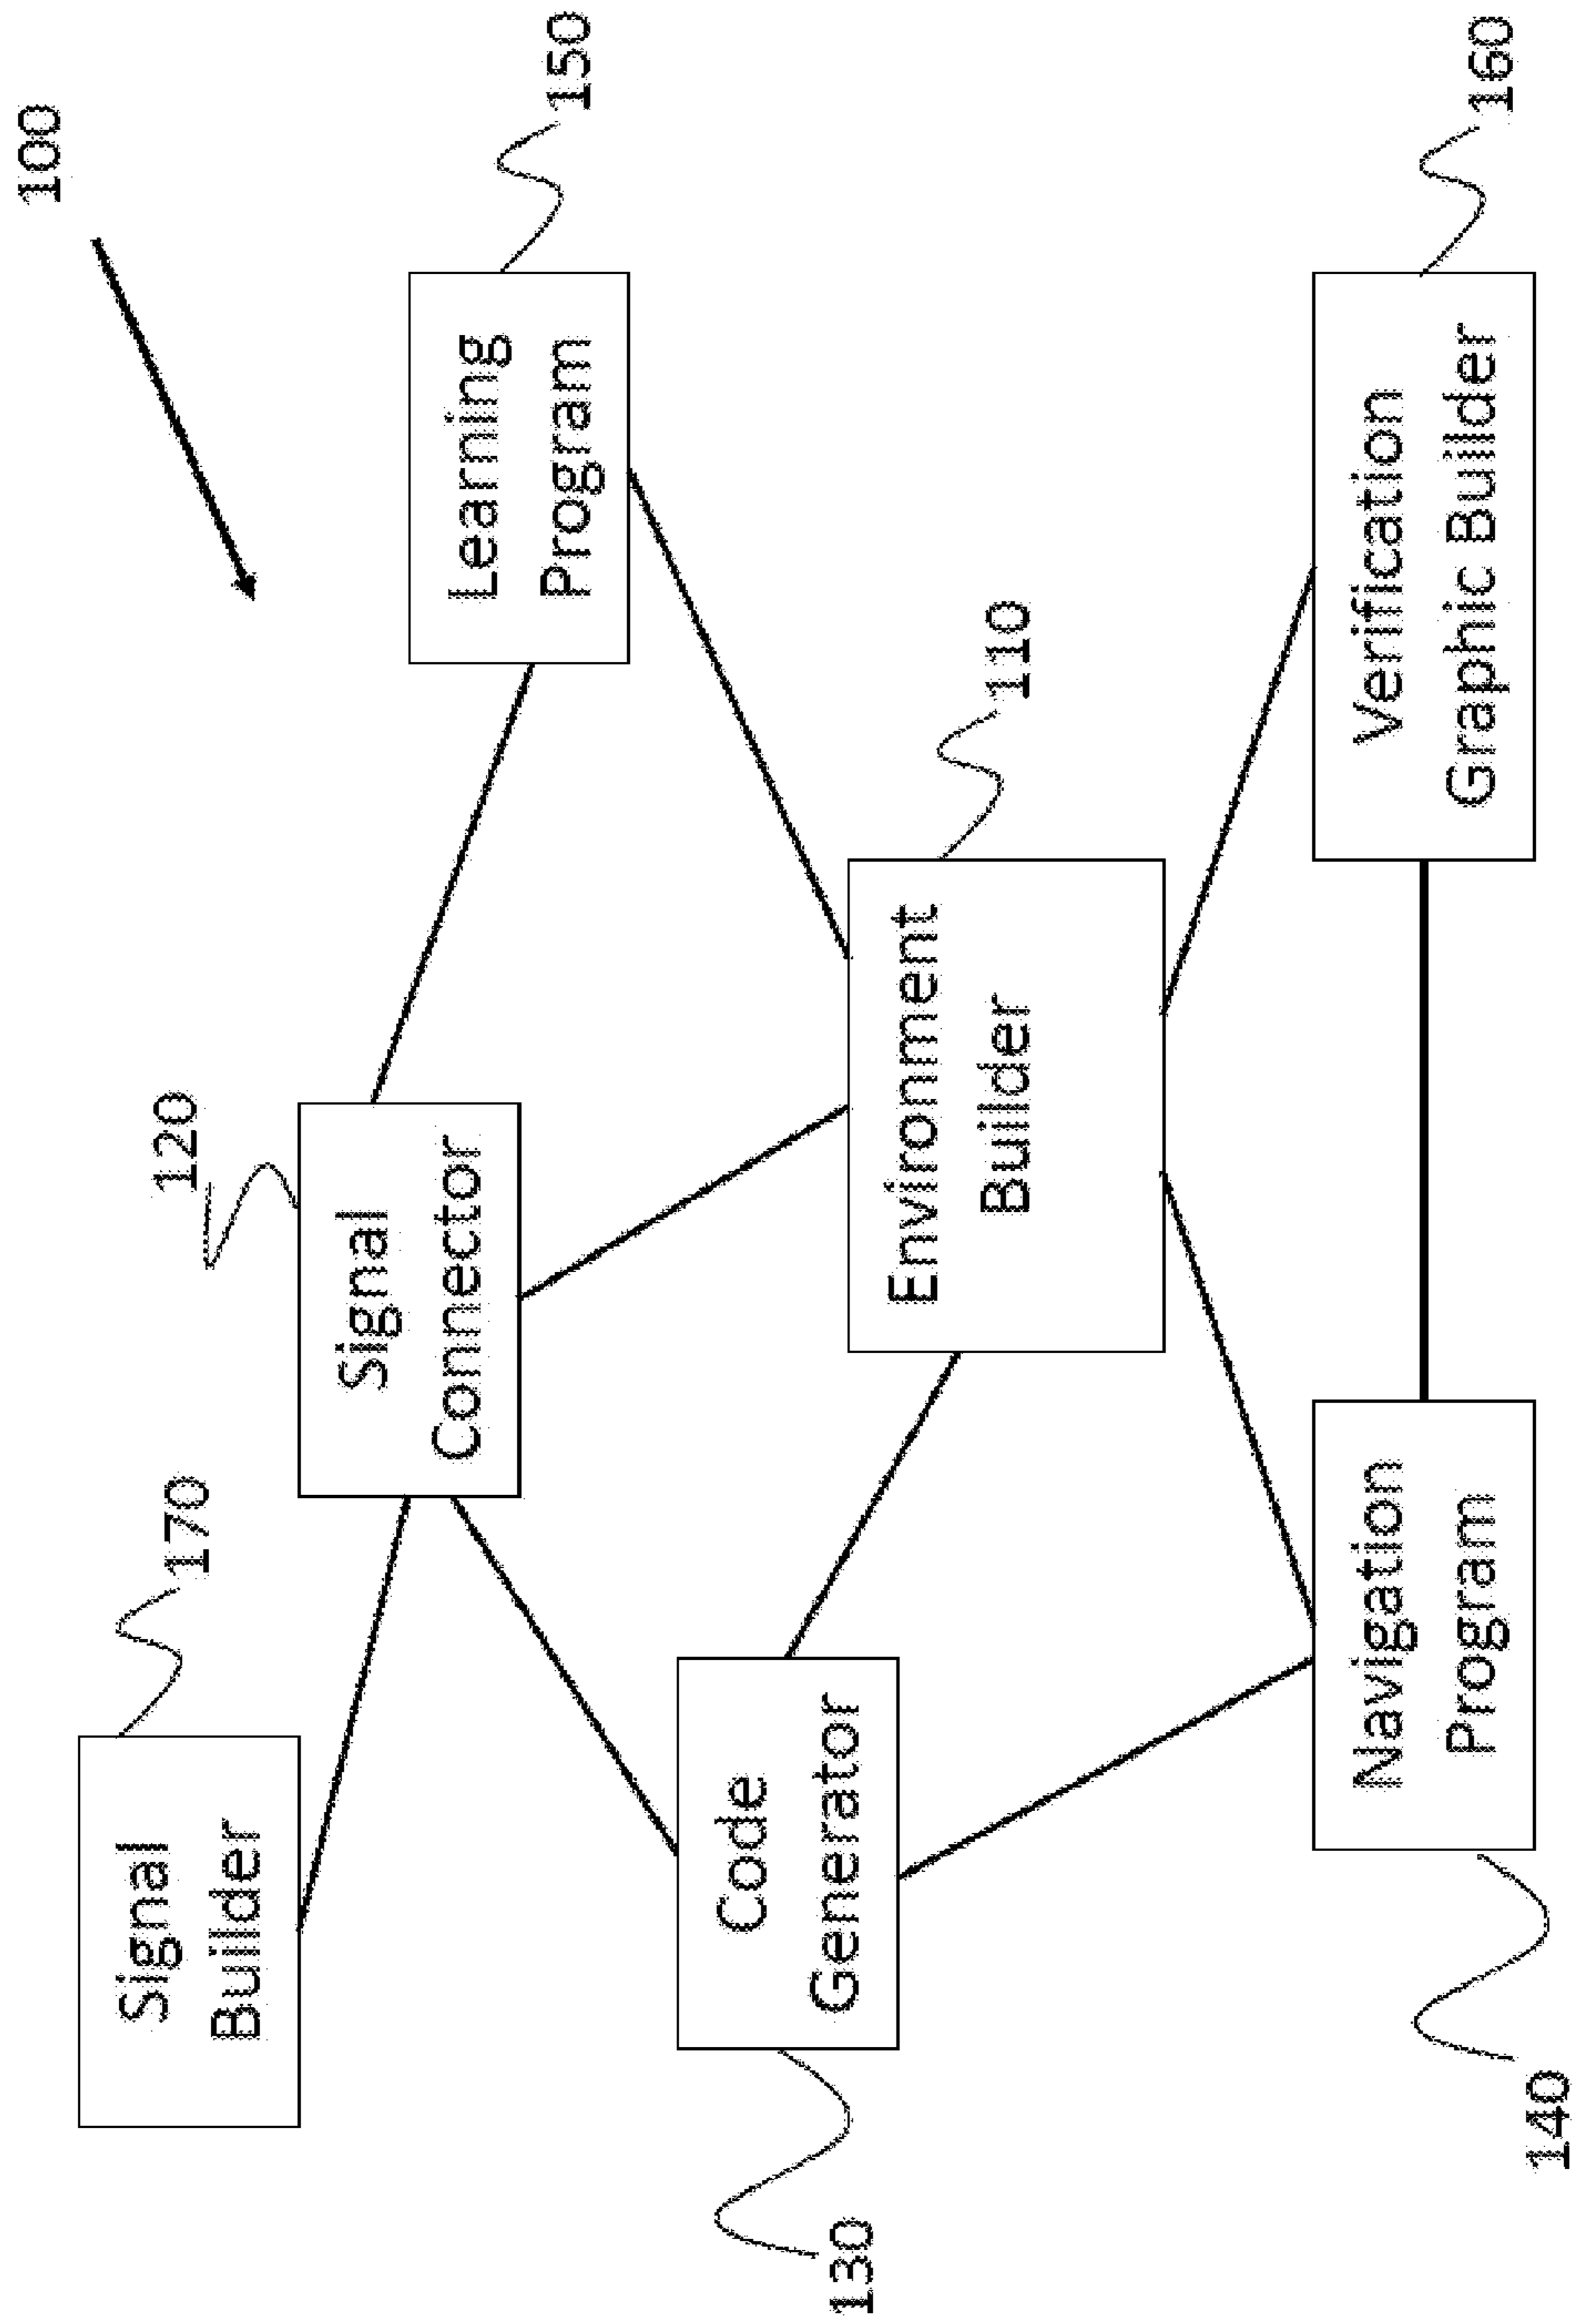 100
170
120
150
Signal
Builder
Signal
Connector
Learning
Program
110
Code
Generator
Environment
Builder
130
160
Navigation
Program
Verification
Graphic Builder
140